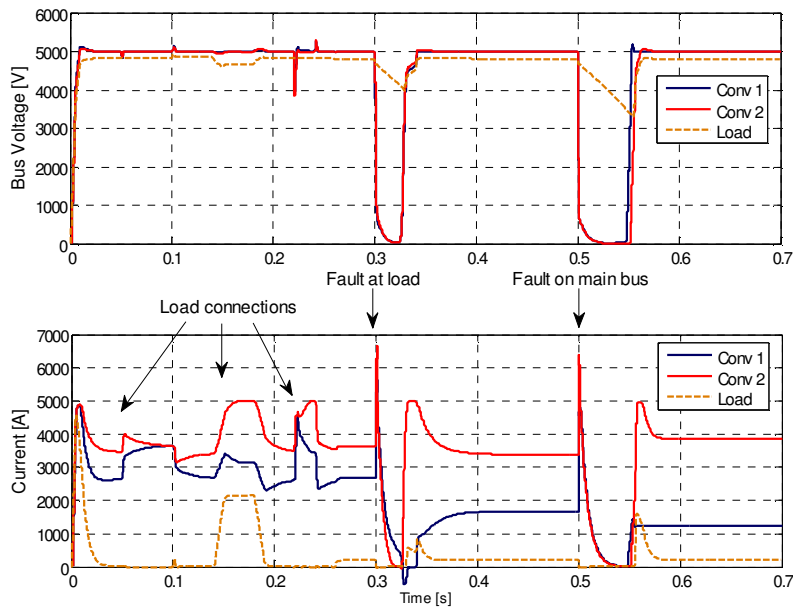 6000
5000
4000
3000
2000
1000
0
Bus Voltage [V]
Conv 1
Conv 2
Load
0 0.1 0.2 0.3 0.4 0.5 0.6 0.7
Fault at load
Fault on main bus
Load connections
7000
6000
5000
4000
3000
2000
1000
0
Current [A]
Conv 1
Conv 2
Load
0 0.1 0.2 0.3 0.4 0.5 0.6 0.7
Time [s]